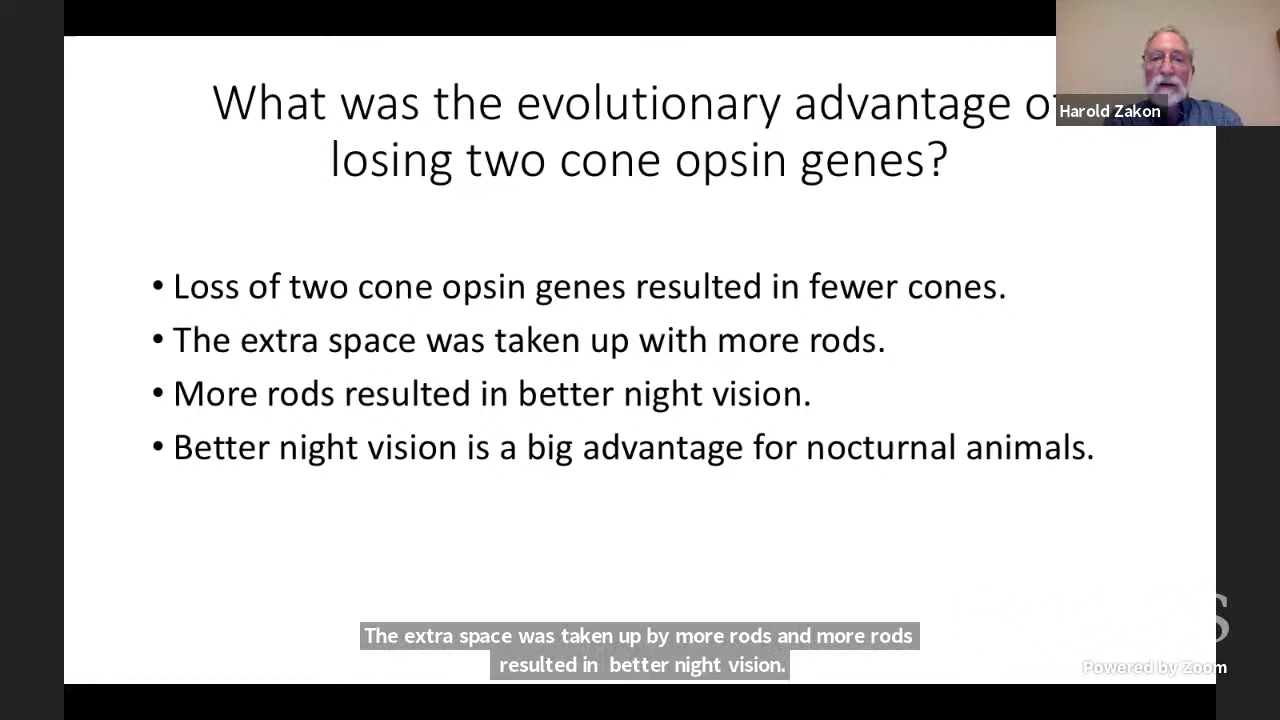 What was the evolutionary advantage of
losing two cone opsin genes?
Harold Zakon
• Loss of two cone opsin genes resulted in fewer cones.
• The extra space was taken up with more rods.
• More rods resulted in better night vision.
• Better night vision is a big advantage for nocturnal animals.
The extra space was taken up by more rods and more rods
resulted in better night vision.
S
Powered by Zoom